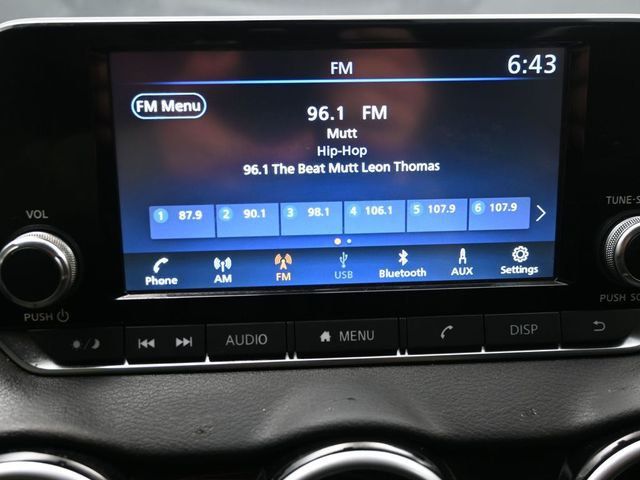 FM 6:43
FM Menu
96.1 FM
Mutt
Hip-Hop
96.1 The Beat Mutt Leon Thomas
1 87.9 2 90.1 3 98.1 4 106.1 5 107.9 6 107.9
Phone AM FM USB Bluetooth AUX Settings
VOL
PUSH
TUNE-S
PUSH SO
AUDIO MENU DISP